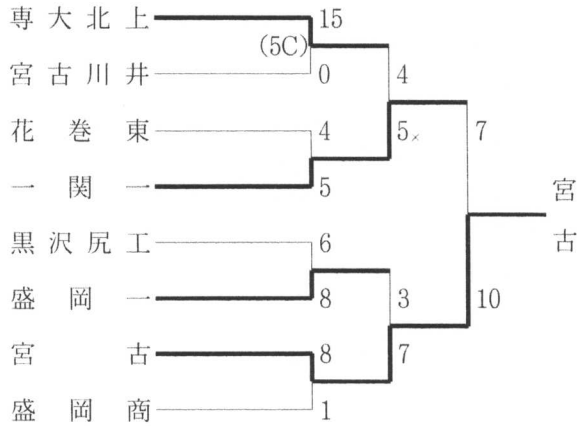 専大北上 15
(5C)
宮古川井 0 4
花巻東 4 5× 7
一関一 5
宮古
黒沢尻工 6
盛岡一 8 3 10
宮古 8 7
盛岡商 1